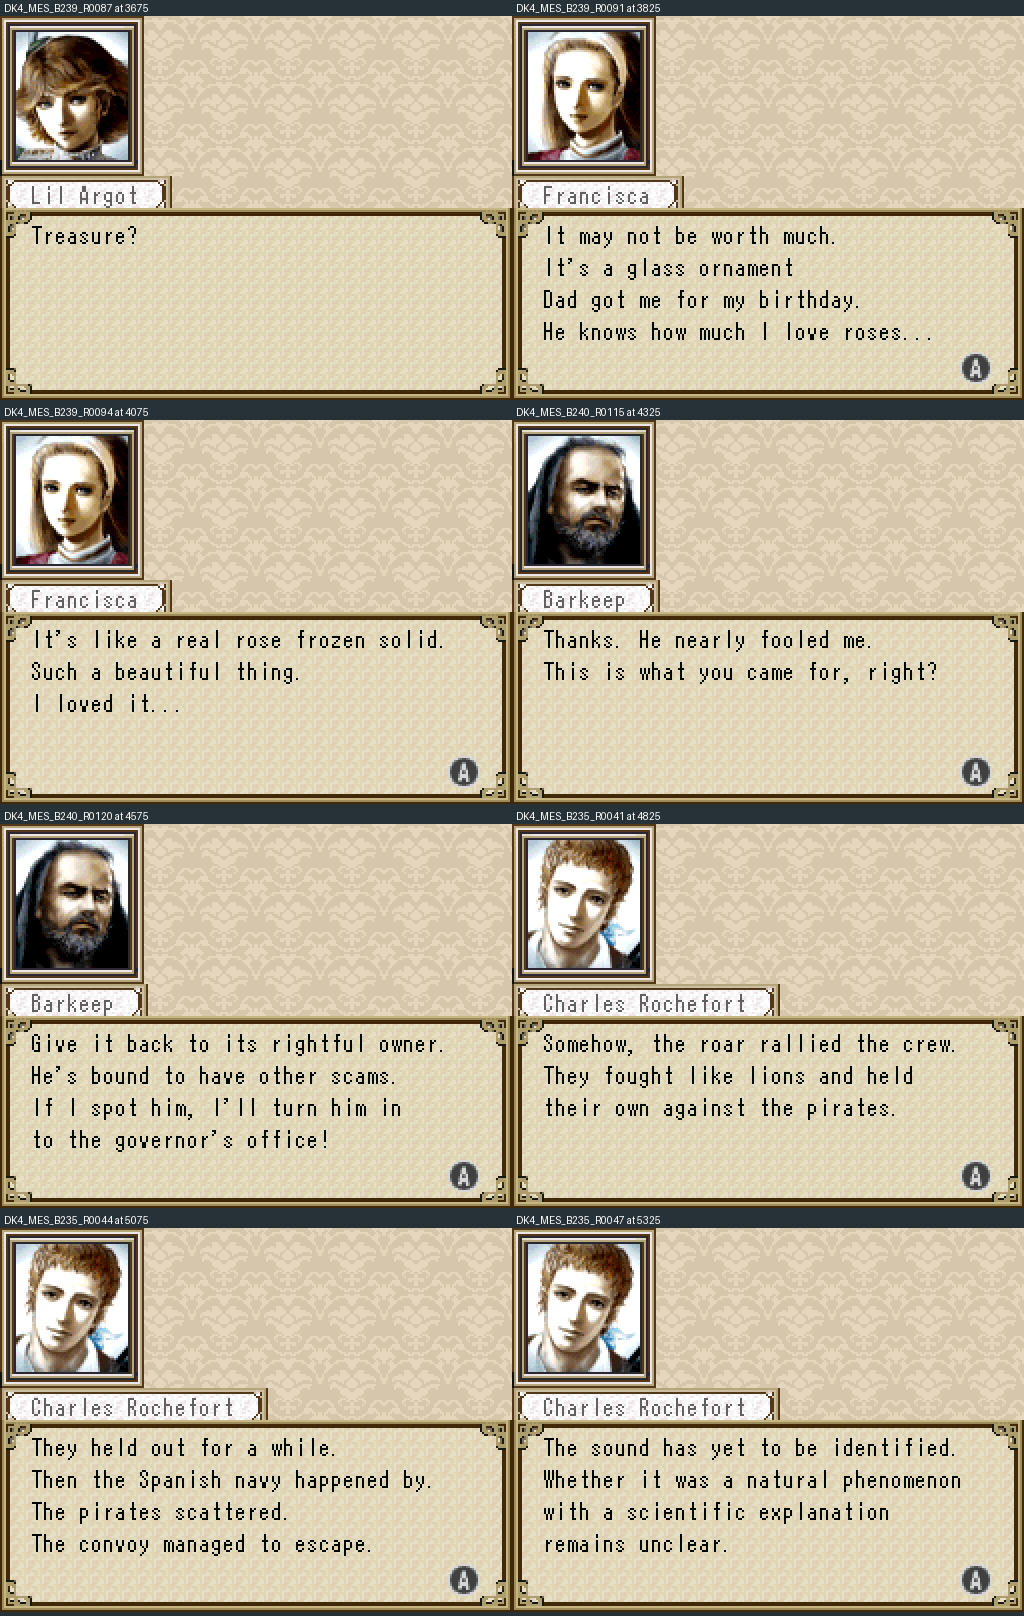 DK4_MES_B239_R0087 at 3675
Lil Argot
Treasure?
DK4_MES_B239_R0091 at 3825
Francisca
It may not be worth much.
It's a glass ornament
Dad got me for my birthday.
He knows how much I love roses...
A
DK4_MES_B239_R0094 at 4075
Francisca
It's like a real rose frozen solid.
Such a beautiful thing.
I loved it...
A
DK4_MES_B240_R0115 at 4325
Barkeep
Thanks. He nearly fooled me.
This is what you came for, right?
A
DK4_MES_B240_R0120 at 4575
Barkeep
Give it back to its rightful owner.
He's bound to have other scams.
If I spot him, I'll turn him in
to the governor's office!
A
DK4_MES_B235_R0041 at 4825
Charles Rochefort
Somehow, the roar rallied the crew.
They fought like lions and held
their own against the pirates.
A
DK4_MES_B235_R0044 at 5075
Charles Rochefort
They held out for a while.
Then the Spanish navy happened by.
The pirates scattered.
The convoy managed to escape.
A
DK4_MES_B235_R0047 at 5325
Charles Rochefort
The sound has yet to be identified.
Whether it was a natural phenomenon
with a scientific explanation
remains unclear.
A